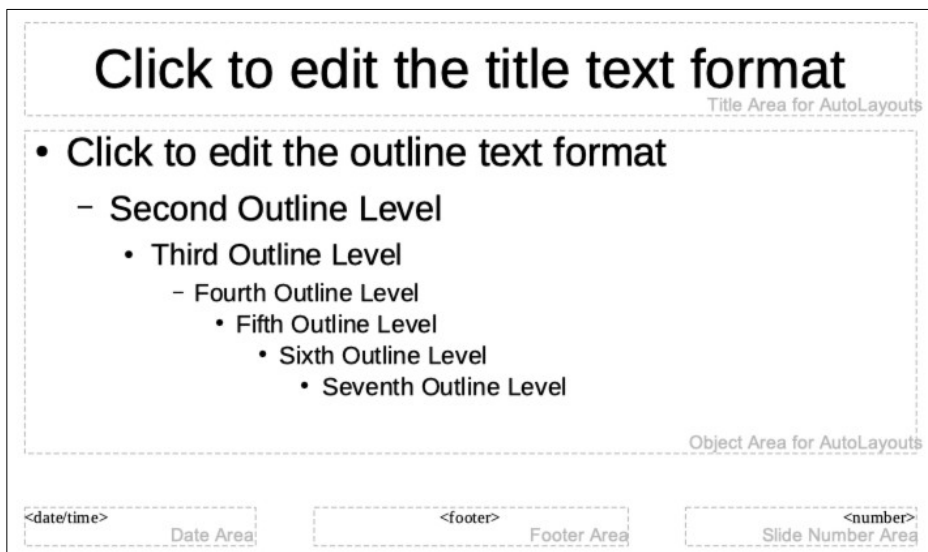 Click to edit the title text format
Title Area for AutoLayouts
• Click to edit the outline text format
– Second Outline Level
• Third Outline Level
– Fourth Outline Level
• Fifth Outline Level
• Sixth Outline Level
• Seventh Outline Level
Object Area for AutoLayouts
<date/time> <footer> <number>
Date Area Footer Area Slide Number Area